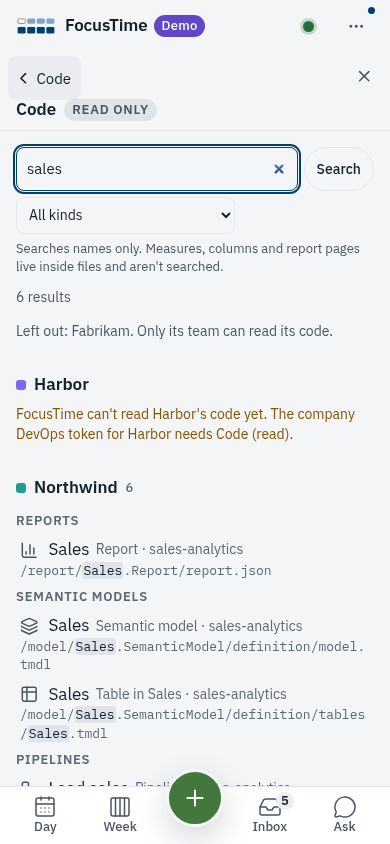 FocusTime Demo
Code
Code READ ONLY
sales
Search
All kinds
Searches names only. Measures, columns and report pages
live inside files and aren't searched.
6 results
Left out: Fabrikam. Only its team can read its code.
Harbor
FocusTime can't read Harbor's code yet. The company
DevOps token for Harbor needs Code (read).
Northwind 6
REPORTS
Sales Report · sales-analytics
/report/Sales.Report/report.json
SEMANTIC MODELS
Sales Semantic model · sales-analytics
/model/Sales.SemanticModel/definition/model.
tmdl
Sales Table in Sales · sales-analytics
/model/Sales.SemanticModel/definition/tables
/Sales.tmdl
PIPELINES
5
Day Week Inbox Ask